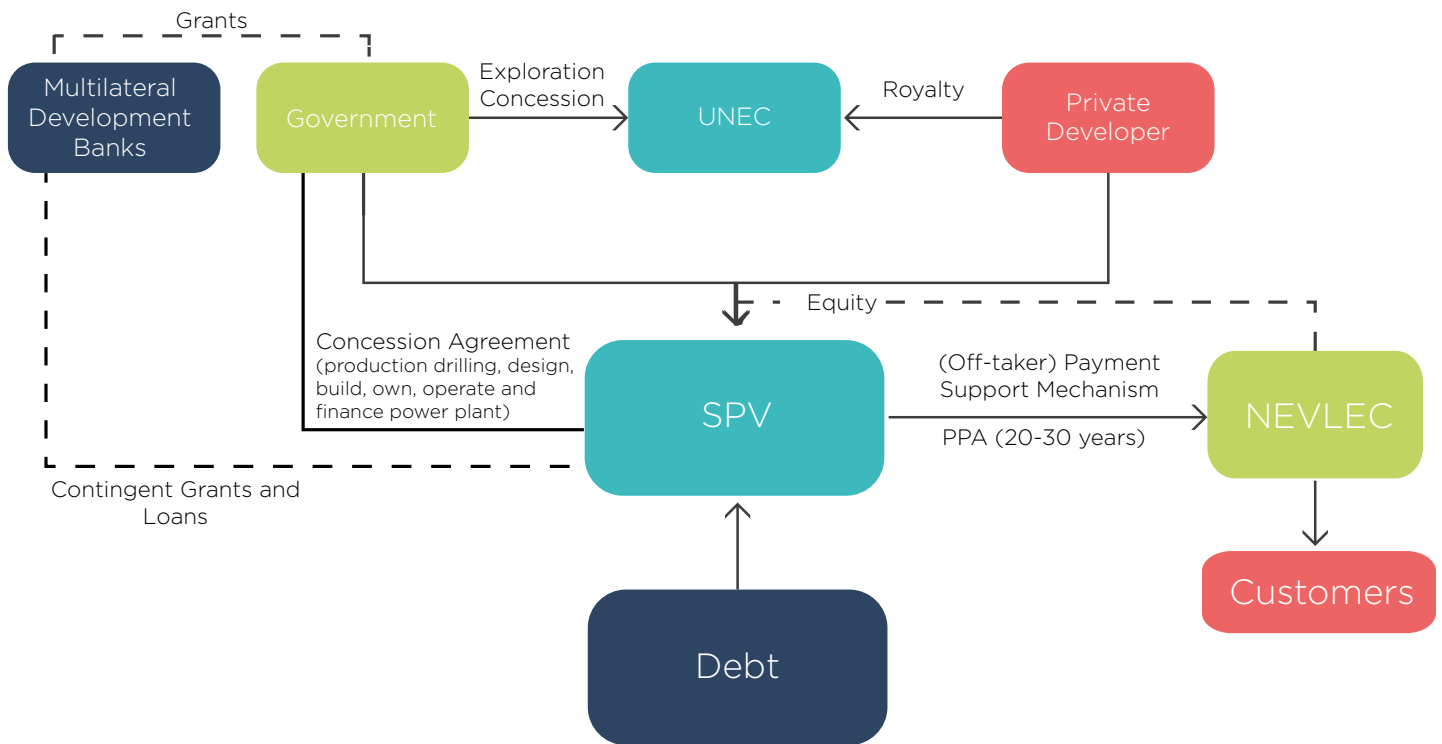 Grants
Multilateral
Development
Banks
Government
Exploration
Concession
UNEC
Royalty
Private
Developer
Equity
Concession Agreement
(production drilling, design,
build, own, operate and
finance power plant)
SPV
(Off-taker) Payment
Support Mechanism
PPA (20-30 years)
NEVLEC
Contingent Grants and
Loans
Customers
Debt